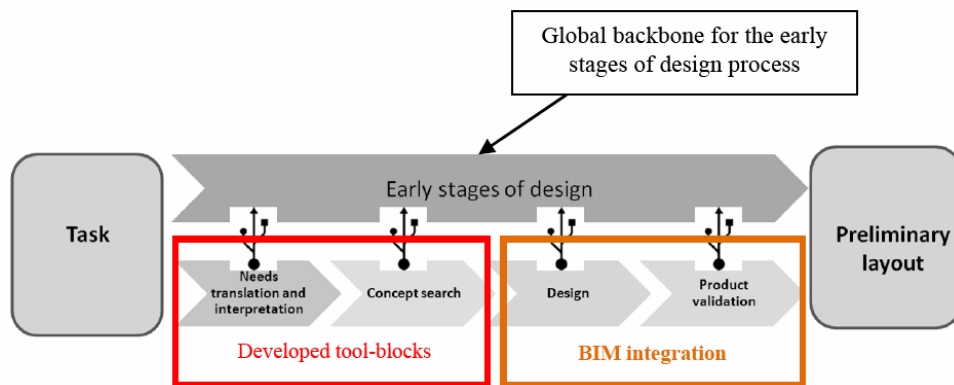 Global backbone for the early
stages of design process
Early stages of design
Task
Preliminary
layout
Needs
translation and
interpretation
Concept search
Design
Product
validation
Developed tool-blocks
BIM integration